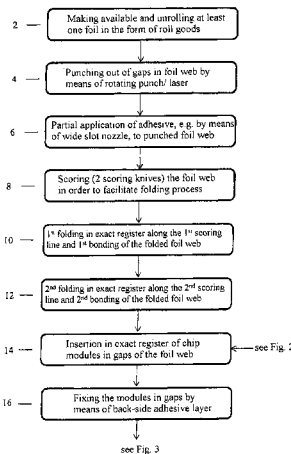 2 — Making available and unrolling at least
one foil in the form of roll goods
4 — Punching out of gaps in foil web by
means of rotating punch/ laser
6 — Partial application of adhesive, e.g. by means
of wide slot nozzle, to punched foil web
8 — Scoring (2 scoring knives) the foil web
in order to facilitate folding process
10 — 1st folding in exact register along the 1st scoring
line and 1st bonding of the folded foil web
12 — 2nd folding in exact register along the 2nd scoring
line and 2nd bonding of the folded foil web
14 — Insertion in exact register of chip
modules in gaps of the foil web
see Fig. 2
16 — Fixing the modules in gaps by
means of back-side adhesive layer
see Fig. 3